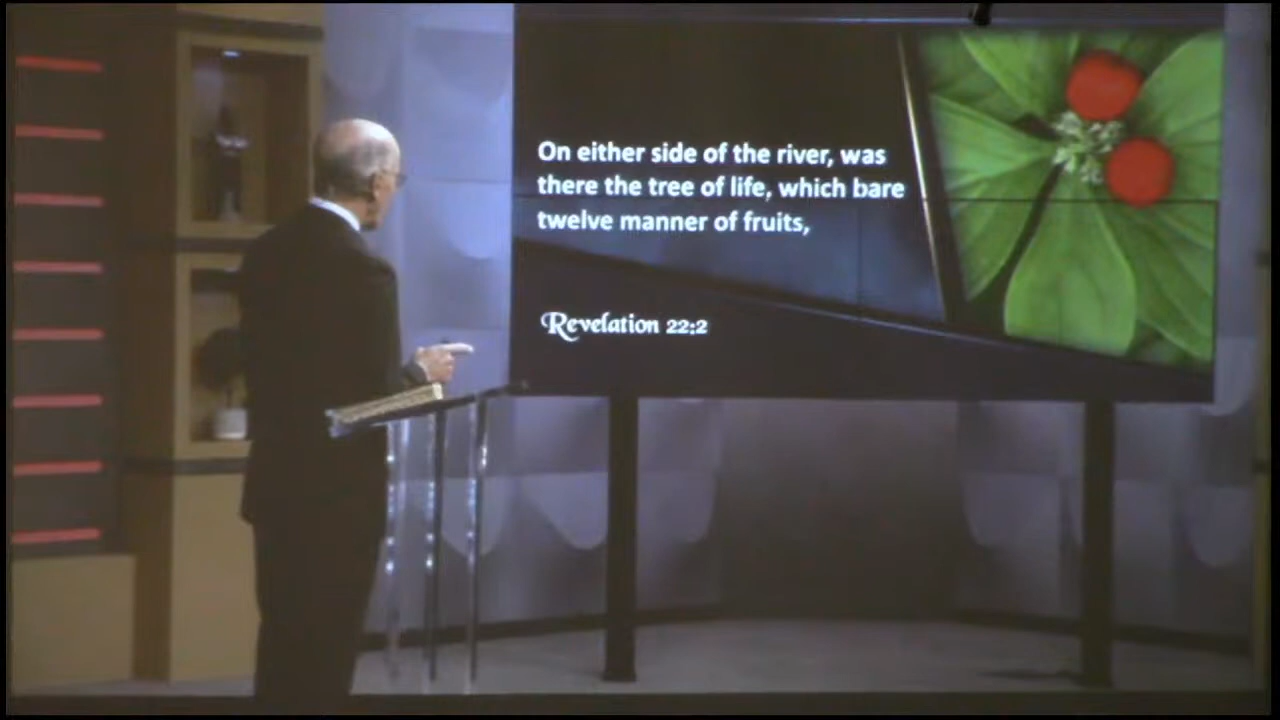 On either side of the river, was
there the tree of life, which bare
twelve manner of fruits,
Revelation 22:2